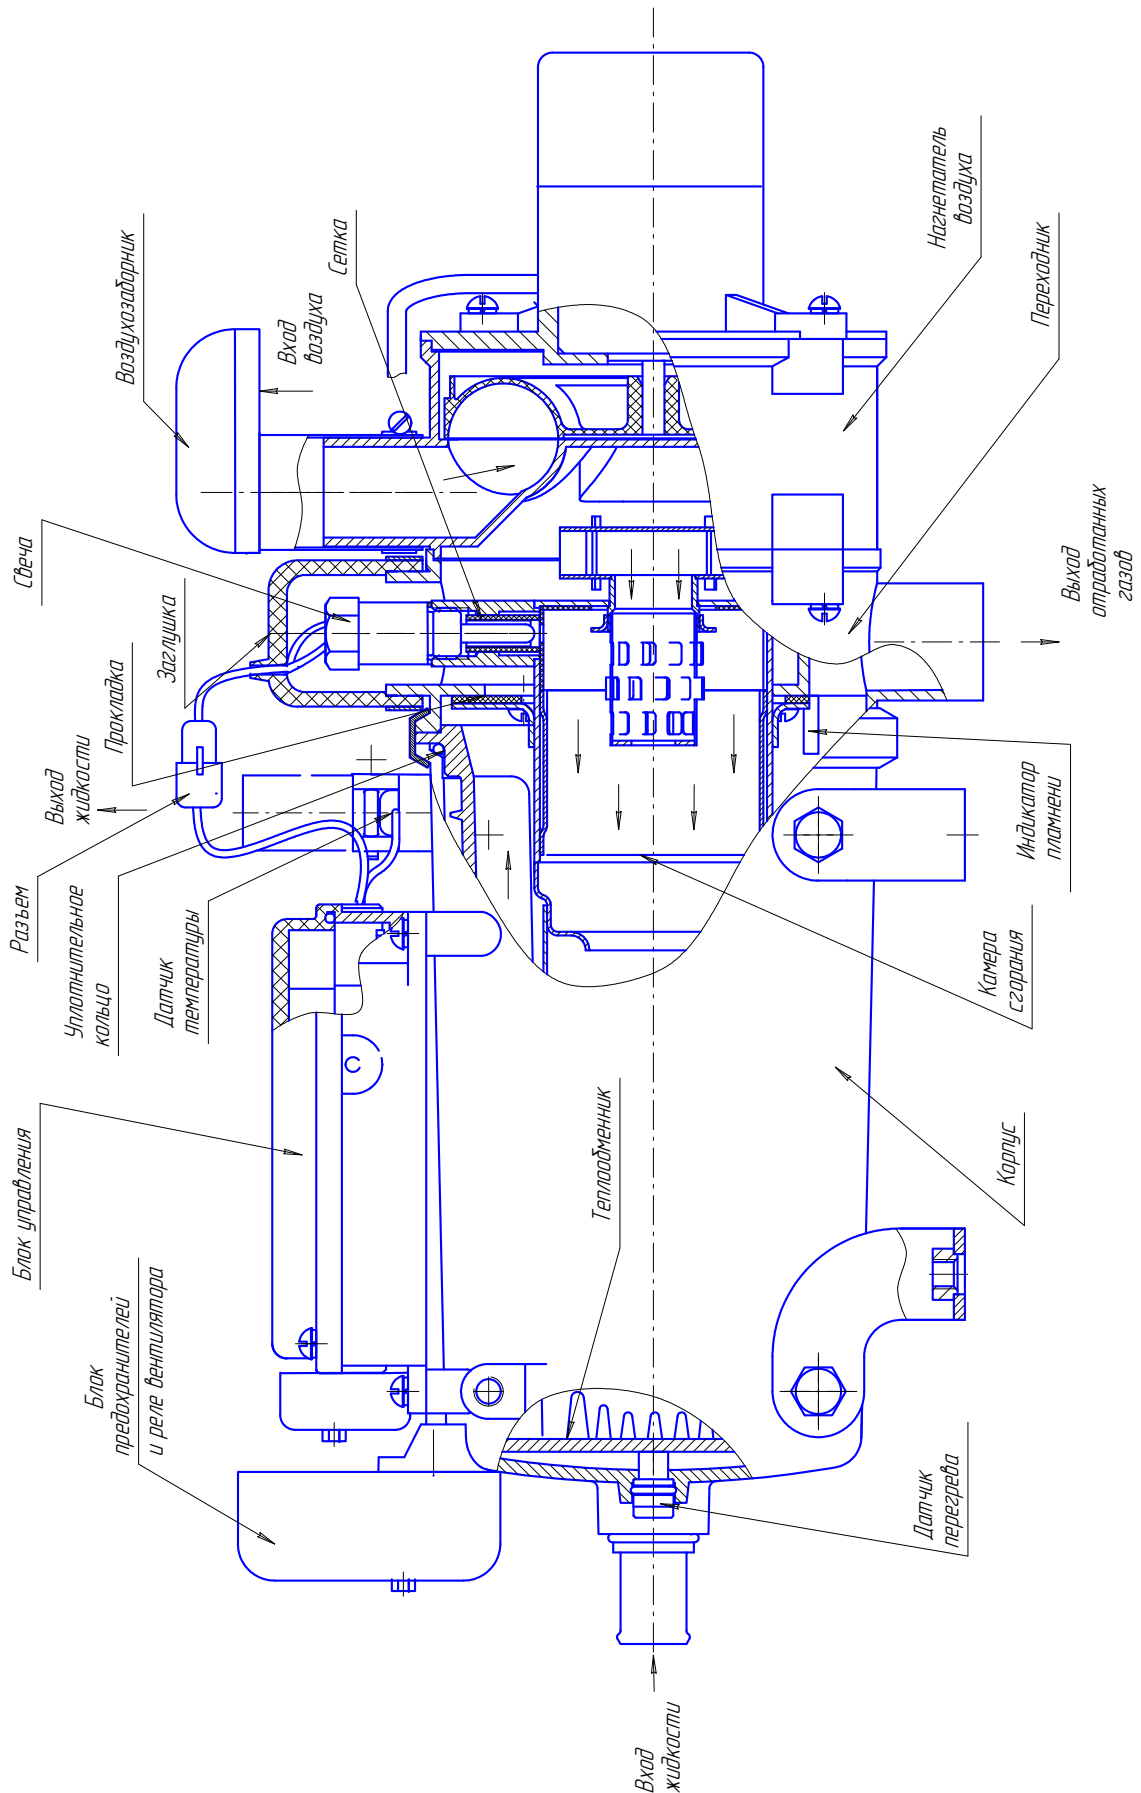 Блок
предохранителей
и реле вентилятора
Блок управления
Разъем
Уплотнительное
кольцо
Датчик
температуры
Выход
жидкости
Прокладка
Заглушка
Свеча
Воздухозаборник
Вход
воздуха
Сетка
Вход
жидкости
Теплообменник
Датчик
перегрева
Корпус
Камера
сгорания
Индикатор
пламнени
Выход
отработанных
газов
Переходник
Нагнетатель
воздуха